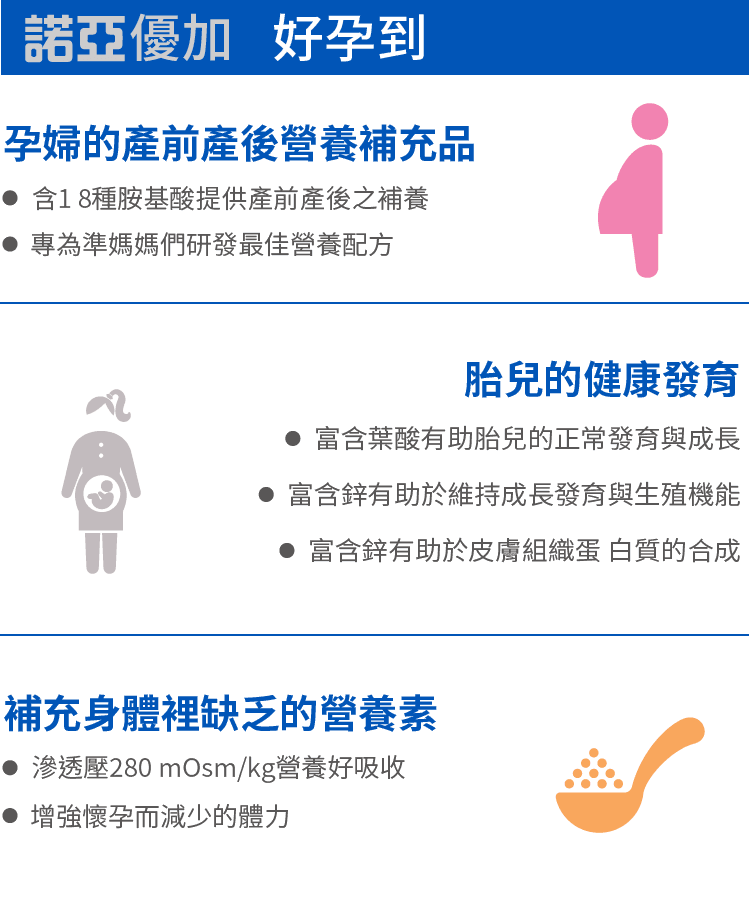 諾亞優加 好孕到
孕婦的產前產後營養補充品
● 含1 8種胺基酸提供產前產後之補養
● 專為準媽媽們研發最佳營養配方
胎兒的健康發育
● 富含葉酸有助胎兒的正常發育與成長
● 富含鋅有助於維持成長發育與生殖機能
● 富含鋅有助於皮膚組織蛋 白質的合成
補充身體裡缺乏的營養素
● 滲透壓280 mOsm/kg營養好吸收
● 增強懷孕而減少的體力